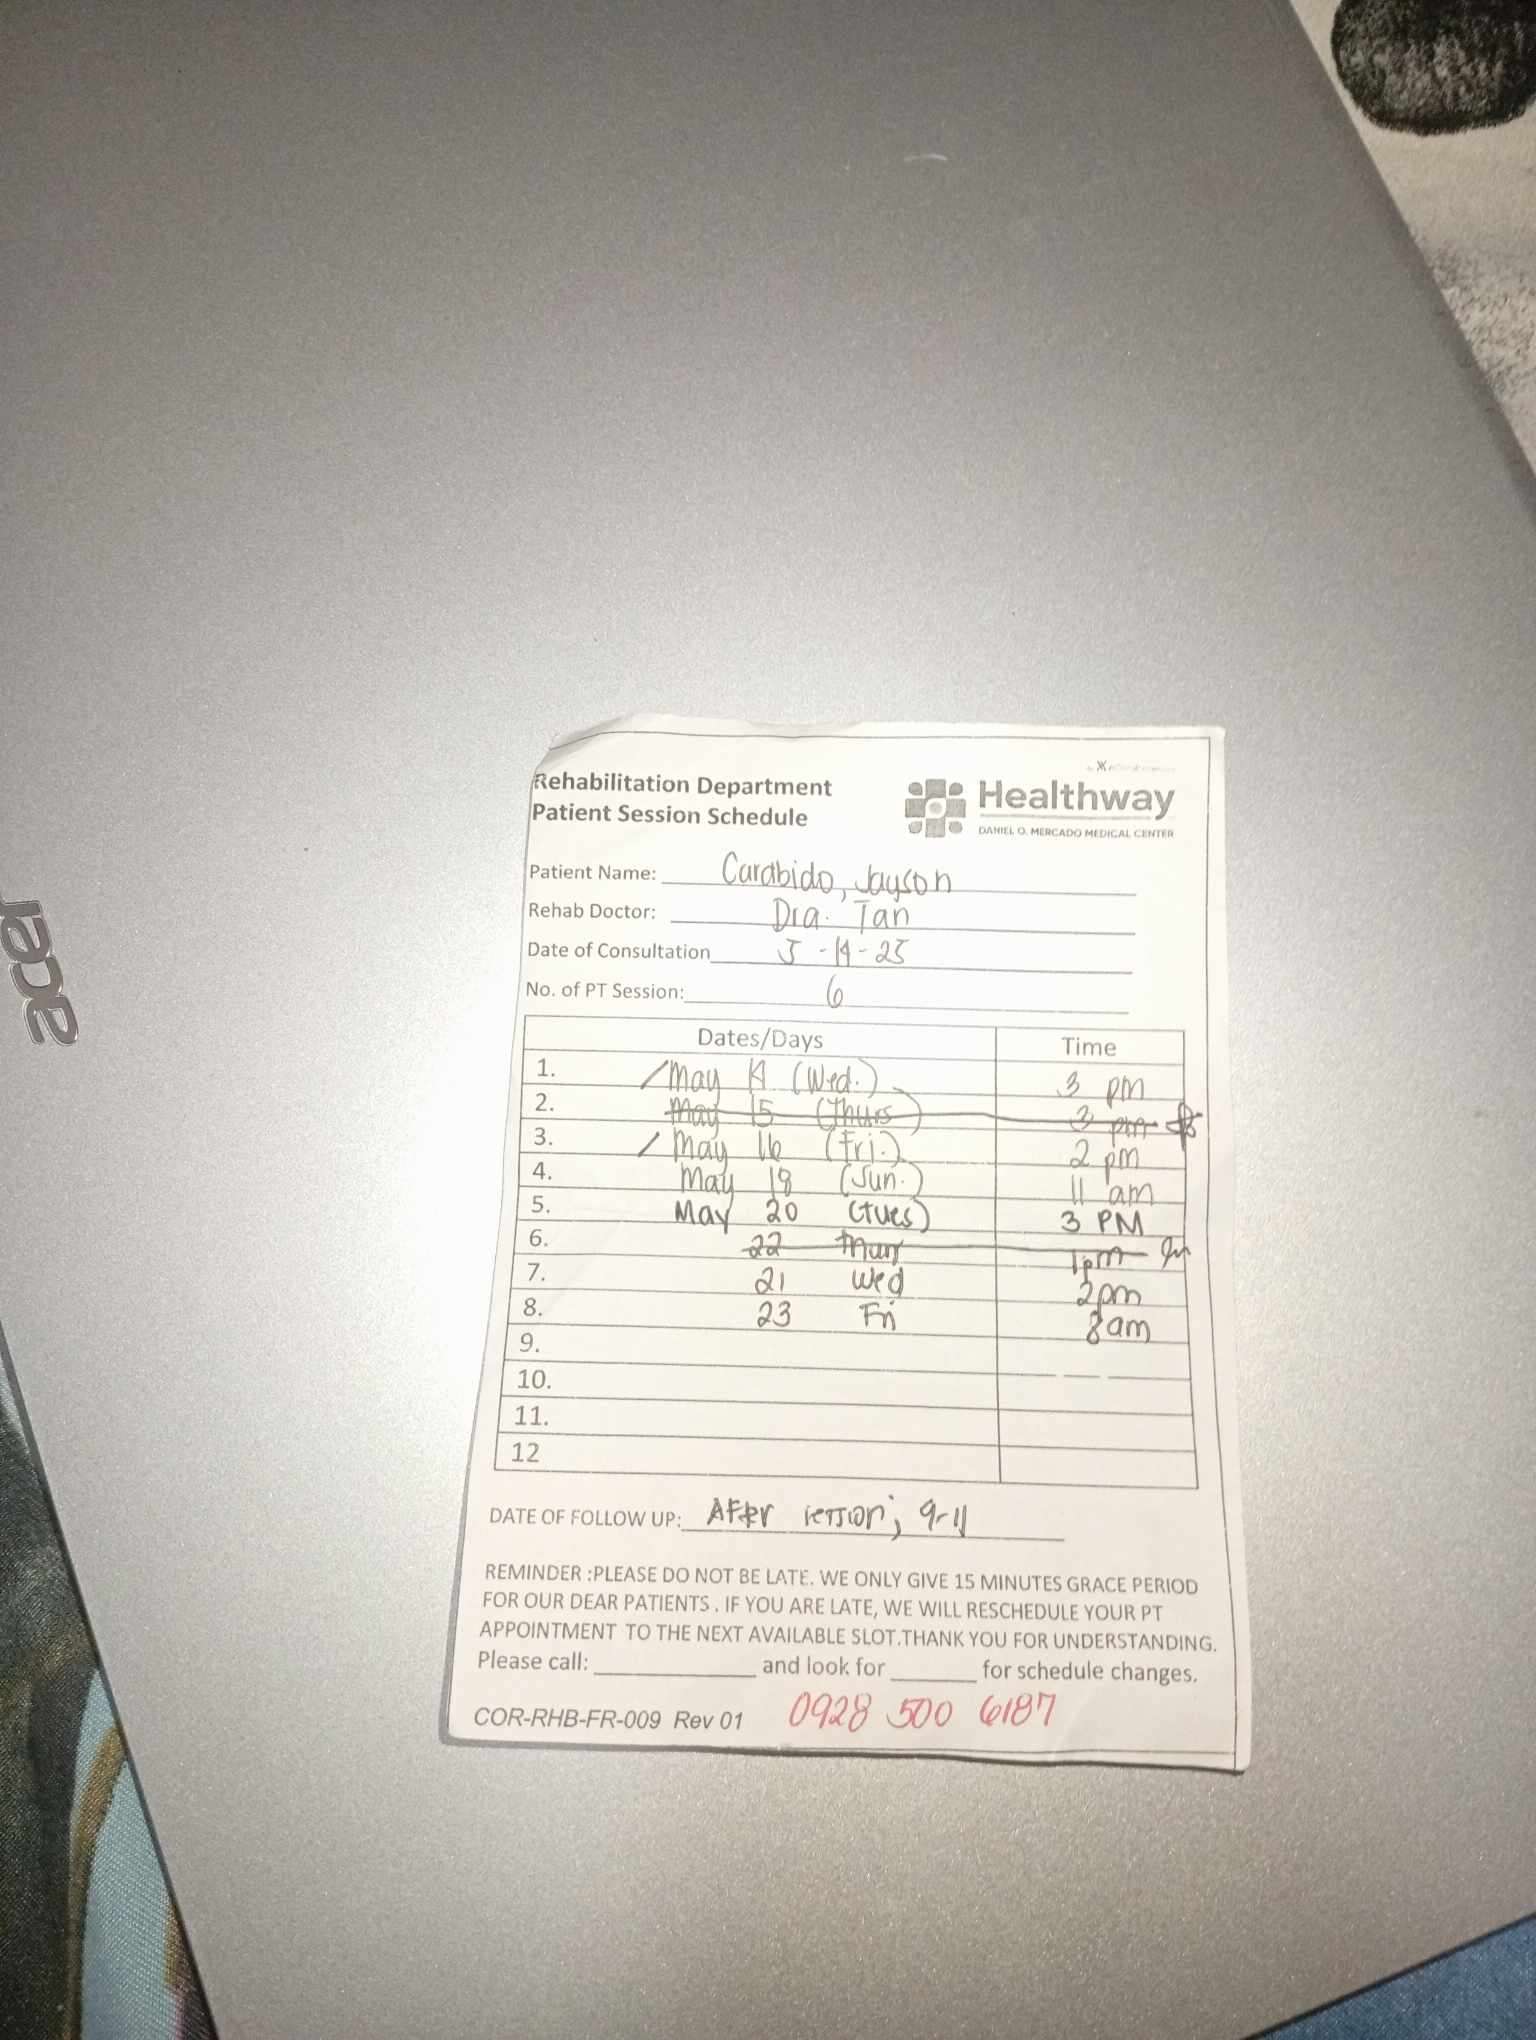 acer
Rehabilitation Department
Patient Session Schedule
Healthway
DANIEL O. MERCADO MEDICAL CENTER
Patient Name: Carabido, Jayson
Rehab Doctor: Dra. Tan
Date of Consultation 5-14-25
No. of PT Session: 6
Dates/Days Time
1. /May 14 (Wed.) 3 pm
2. May 15 (Thurs) 3 pm
3. / May 16 (Fri.) 2 pm
4. May 18 (Sun.) 11 am
5. May 20 (Tues) 3 PM
6. 22 Thur 1pm
7. 21 Wed 2pm
8. 23 Fri 8am
9.
10.
11.
12
DATE OF FOLLOW UP: After session; 9-11
REMINDER :PLEASE DO NOT BE LATE. WE ONLY GIVE 15 MINUTES GRACE PERIOD
FOR OUR DEAR PATIENTS . IF YOU ARE LATE, WE WILL RESCHEDULE YOUR PT
APPOINTMENT TO THE NEXT AVAILABLE SLOT.THANK YOU FOR UNDERSTANDING.
Please call: and look for for schedule changes.
COR-RHB-FR-009 Rev 01 0928 500 6187